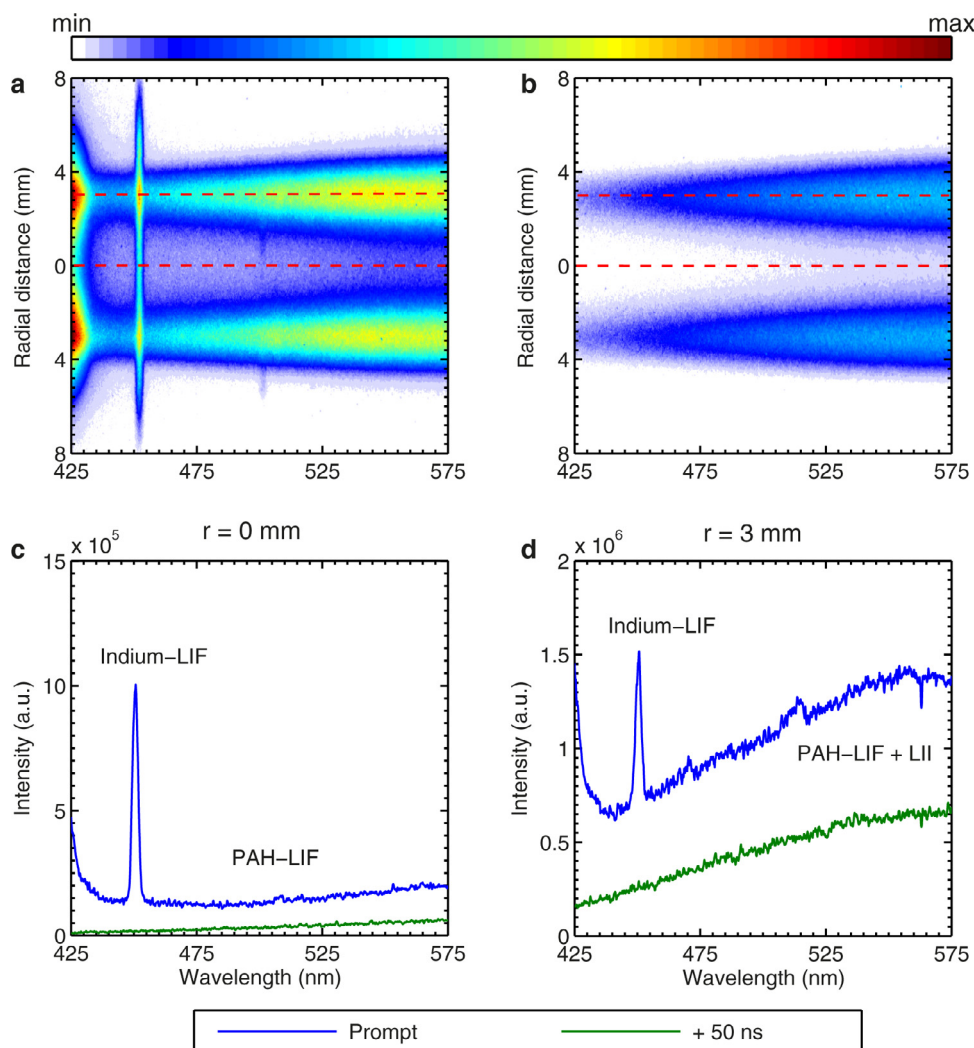 min max
a b
8
4
0
4
8
Radial distance (mm)
425 475 525 575
8
4
0
4
8
Radial distance (mm)
425 475 525 575
c r = 0 mm
x 10^5
15
10
5
0
Intensity (a.u.)
Indium–LIF
PAH–LIF
425 475 525 575
Wavelength (nm)
d r = 3 mm
x 10^6
2
1.5
1
0.5
0
Intensity (a.u.)
Indium–LIF
PAH–LIF + LII
425 475 525 575
Wavelength (nm)
Prompt + 50 ns